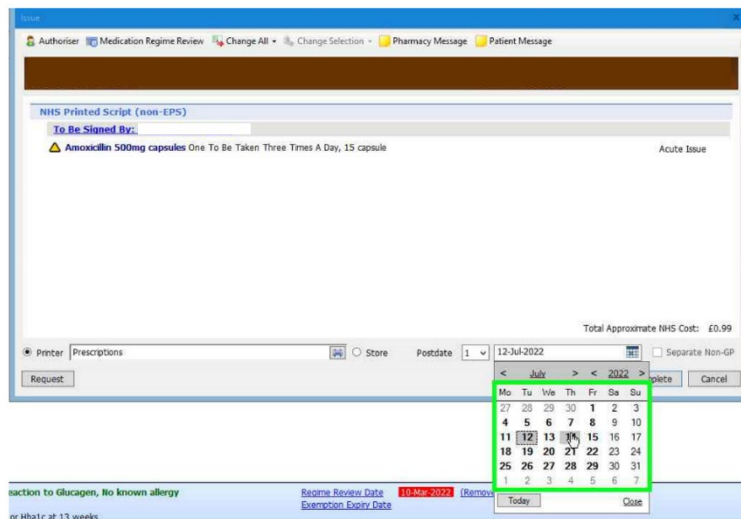 Issue
Authoriser Medication Regime Review Change All Change Selection Pharmacy Message Patient Message
NHS Printed Script (non-EPS)
To Be Signed By:
Amoxicillin 500mg capsules One To Be Taken Three Times A Day, 15 capsule Acute Issue
Total Approximate NHS Cost: £0.99
Printer Prescriptions Store Postdate 1 12-Jul-2022 Separate Non-GP
Request Cancel
< July > < 2022 >
Mo Tu We Th Fr Sa Su
27 28 29 30 1 2 3
4 5 6 7 8 9 10
11 12 13 14 15 16 17
18 19 20 21 22 23 24
25 26 27 28 29 30 31
1 2 3 4 5 6 7
Today Close
eaction to Glucagen, No known allergy Regime Review Date 10-Mar-2022 (Remov
Exemption Expiry Date
or Hba1c at 13 weeks